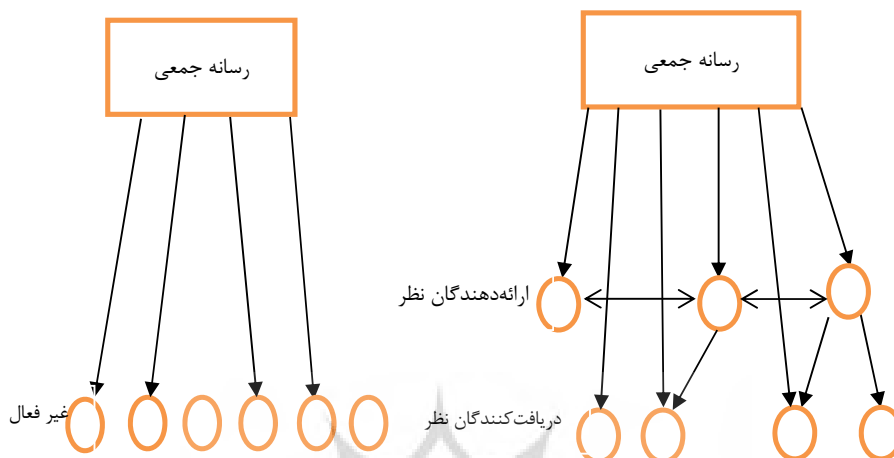 رسانه جمعی
رسانه جمعی
ارائه‌دهندگان نظر
دریافت‌کنندگان نظر
غیر فعال